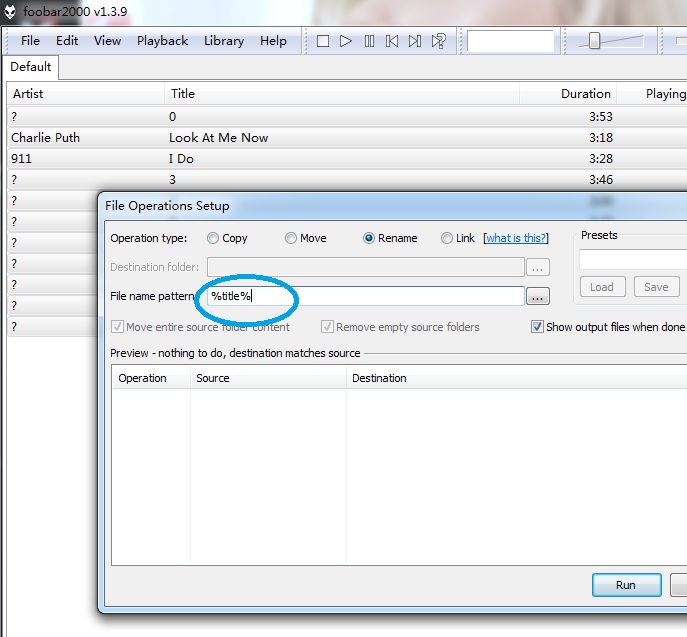 foobar2000 v1.3.9
File Edit View Playback Library Help
Default
Artist Title Duration Playing
? 0 3:53
Charlie Puth Look At Me Now 3:18
911 I Do 3:28
? 3 3:46
?
?
?
?
?
?
?
File Operations Setup
Operation type: Copy Move Rename Link [what is this?] Presets
Destination folder: ...
File name pattern: %title% ... Load Save
Move entire source folder content Remove empty source folders Show output files when done
Preview - nothing to do, destination matches source
Operation Source Destination
Run